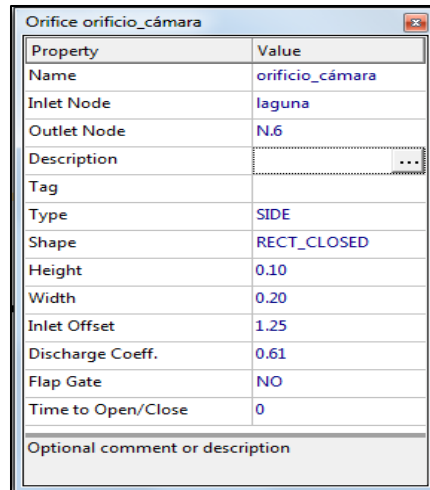 Orifice orificio_cámara
Property Value
Name orificio_cámara
Inlet Node laguna
Outlet Node N.6
Description ...
Tag
Type SIDE
Shape RECT_CLOSED
Height 0.10
Width 0.20
Inlet Offset 1.25
Discharge Coeff. 0.61
Flap Gate NO
Time to Open/Close 0
Optional comment or description